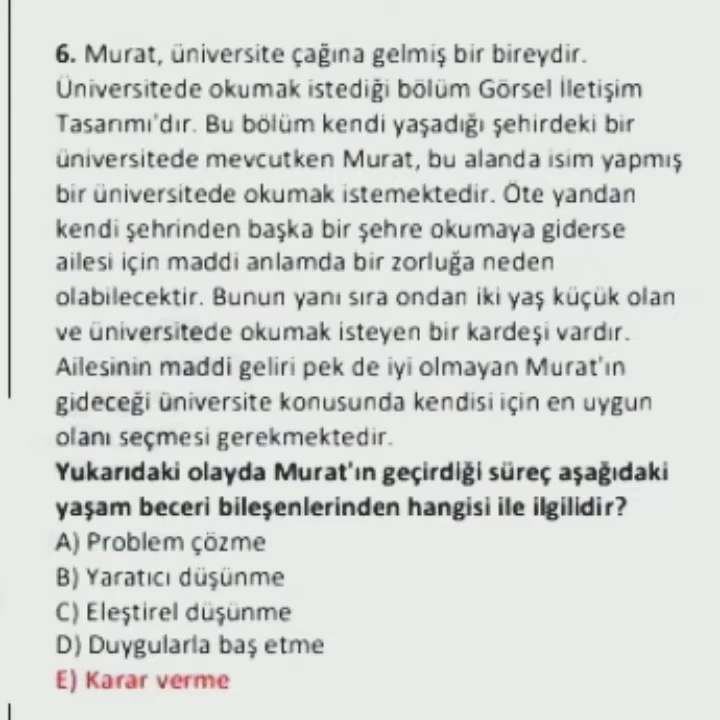 6. Murat, üniversite çağına gelmiş bir bireydir.
Üniversitede okumak istediği bölüm Görsel İletişim
Tasarımı'dır. Bu bölüm kendi yaşadığı şehirdeki bir
üniversitede mevcutken Murat, bu alanda isim yapmış
bir üniversitede okumak istemektedir. Öte yandan
kendi şehrinden başka bir şehre okumaya giderse
ailesi için maddi anlamda bir zorluğa neden
olabilecektir. Bunun yanı sıra ondan iki yaş küçük olan
ve üniversitede okumak isteyen bir kardeşi vardır.
Ailesinin maddi geliri pek de iyi olmayan Murat'ın
gideceği üniversite konusunda kendisi için en uygun
olanı seçmesi gerekmektedir.
Yukarıdaki olayda Murat'ın geçirdiği süreç aşağıdaki
yaşam beceri bileşenlerinden hangisi ile ilgilidir?
A) Problem çözme
B) Yaratıcı düşünme
C) Eleştirel düşünme
D) Duygularla baş etme
E) Karar verme